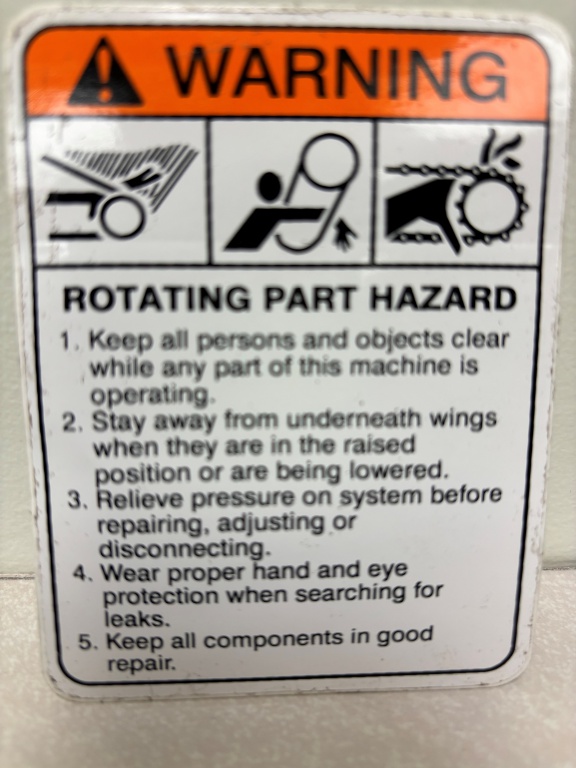 WARNING
ROTATING PART HAZARD
1. Keep all persons and objects clear
while any part of this machine is
operating.
2. Stay away from underneath wings
when they are in the raised
position or are being lowered.
3. Relieve pressure on system before
repairing, adjusting or
disconnecting.
4. Wear proper hand and eye
protection when searching for
leaks.
5. Keep all components in good
repair.